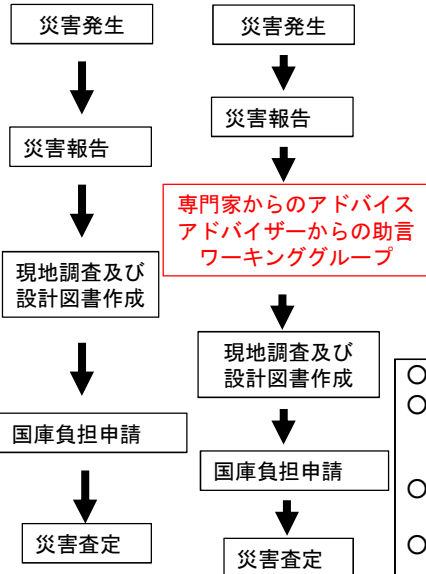 災害発生
災害報告
現地調査及び
設計図書作成
国庫負担申請
災害査定
災害発生
災害報告
専門家からのアドバイス
アドバイザーからの助言
ワーキンググループ
現地調査及び
設計図書作成
国庫負担申請
災害査定
○
○
○
○